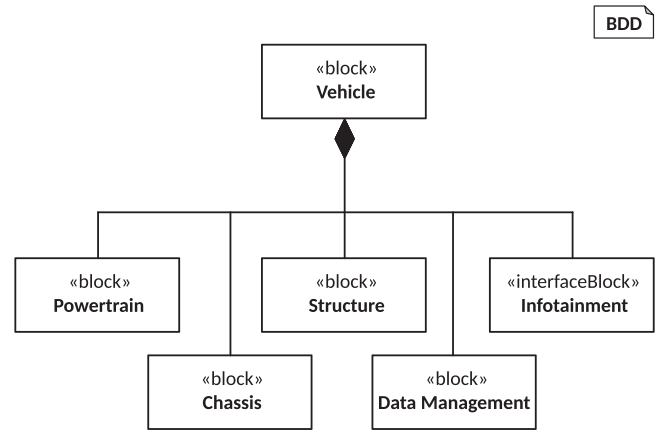 BDD
«block»
Vehicle
«block»
Powertrain
«block»
Structure
«interfaceBlock»
Infotainment
«block»
Chassis
«block»
Data Management